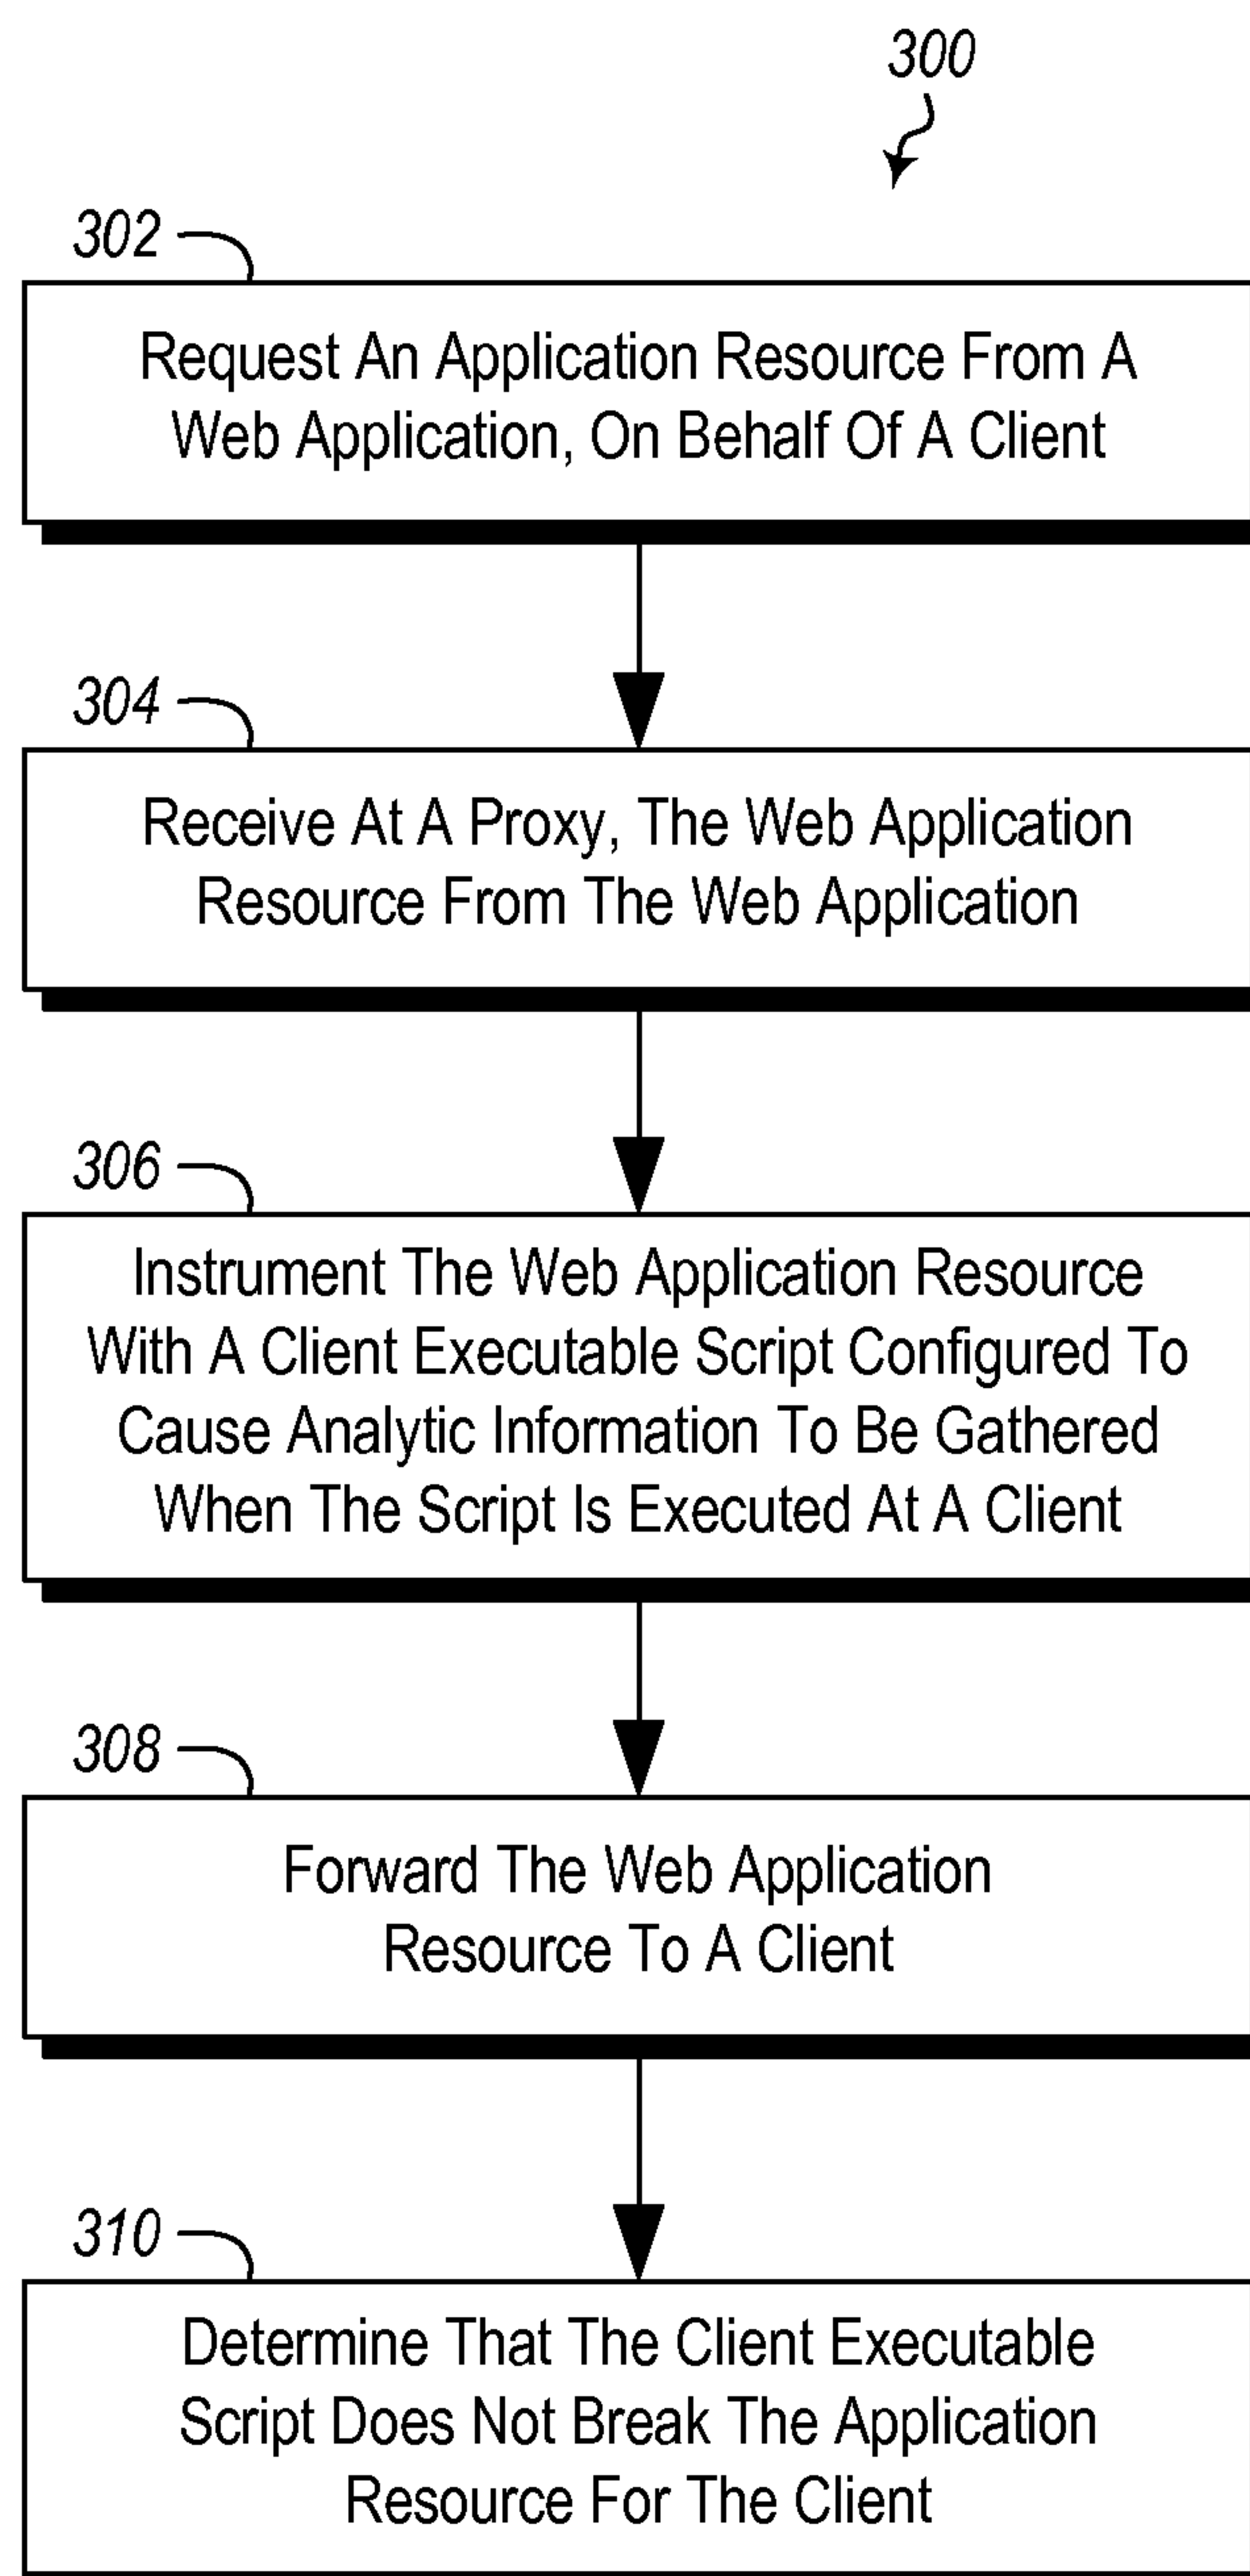 300
302
Request An Application Resource From A
Web Application, On Behalf Of A Client
304
Receive At A Proxy, The Web Application
Resource From The Web Application
306
Instrument The Web Application Resource
With A Client Executable Script Configured To
Cause Analytic Information To Be Gathered
When The Script Is Executed At A Client
308
Forward The Web Application
Resource To A Client
310
Determine That The Client Executable
Script Does Not Break The Application
Resource For The Client